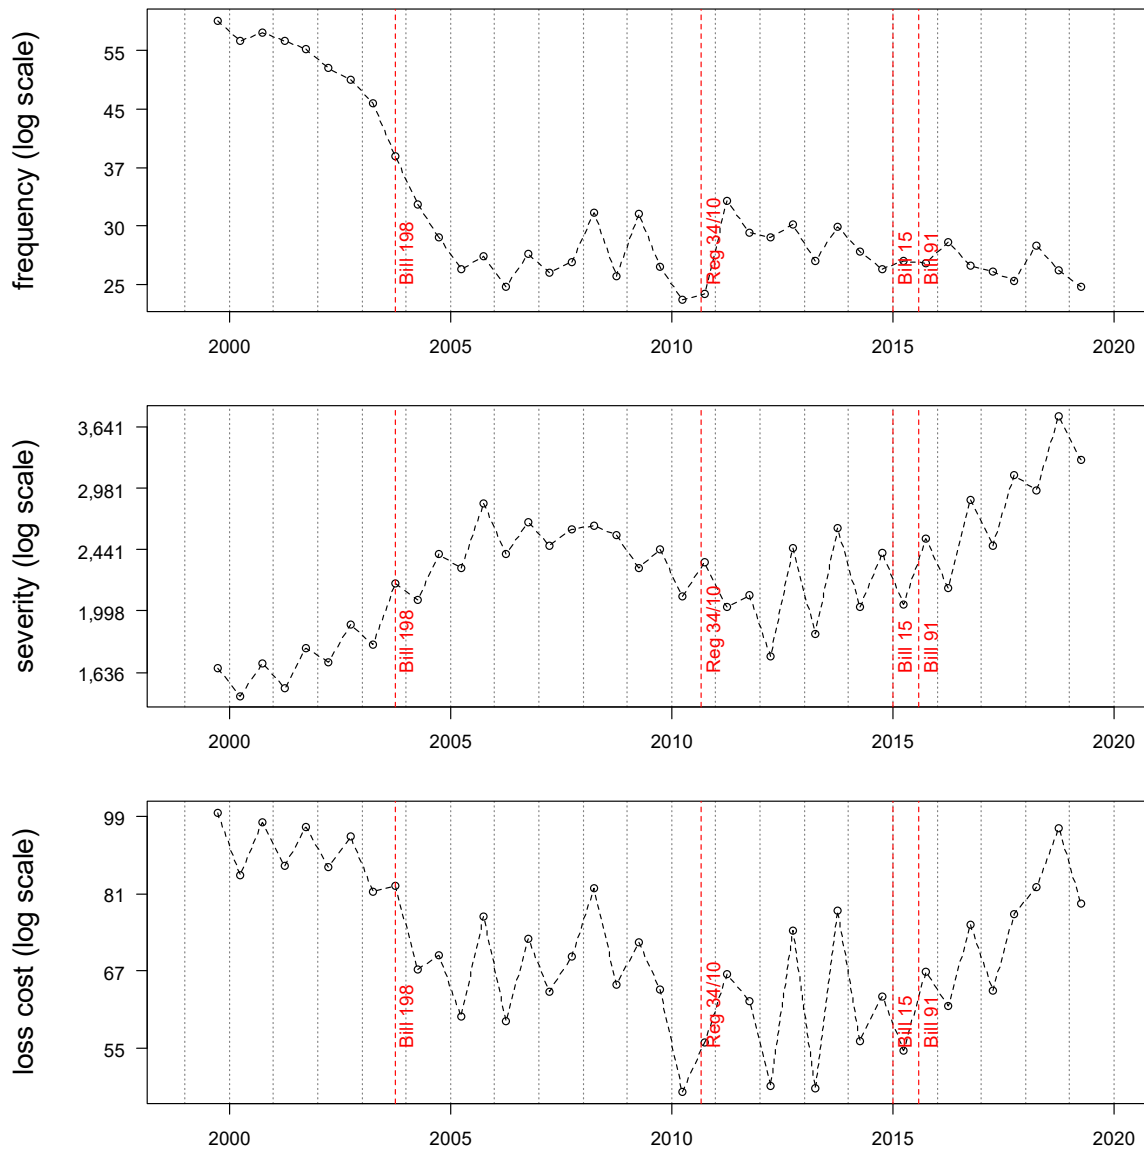 frequency (log scale)
55
45
37
30
25
Bill 198
Reg 34/10
Bill 15
Bill 91
2000
2005
2010
2015
2020
severity (log scale)
3,641
2,981
2,441
1,998
1,636
Bill 198
Reg 34/10
Bill 15
Bill 91
2000
2005
2010
2015
2020
loss cost (log scale)
99
81
67
55
Bill 198
Reg 34/10
Bill 15
Bill 91
2000
2005
2010
2015
2020